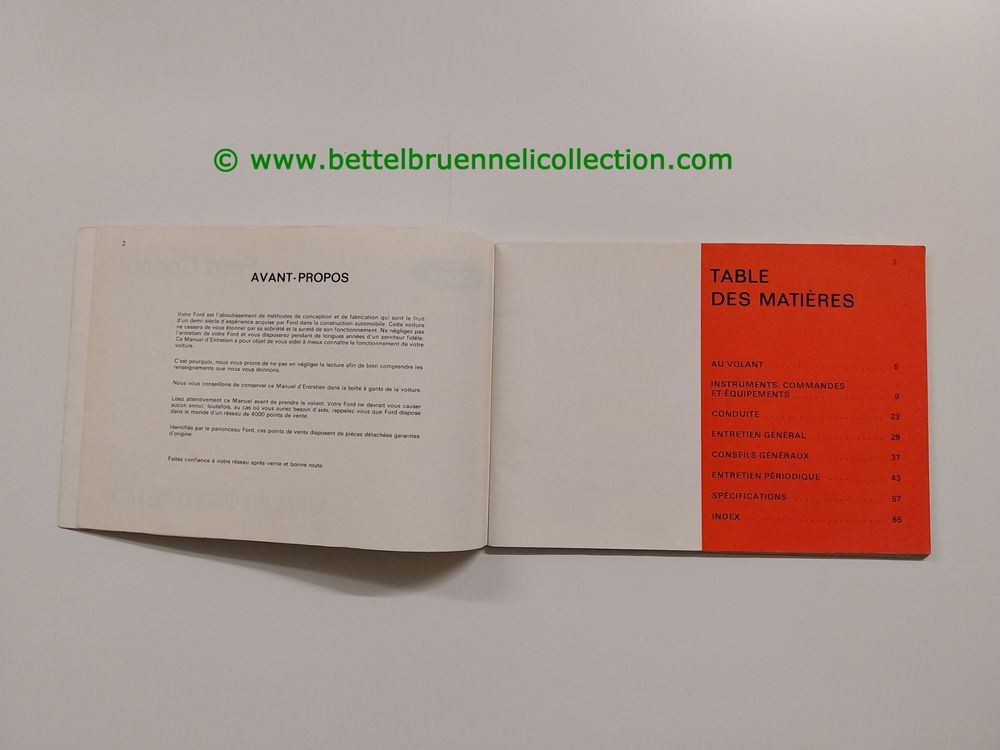 © www.bettelbruennelicollection.com
2
AVANT-PROPOS
Votre Ford est l'aboutissement de méthodes de conception et de fabrication qui sont le fruit
d'un demi-siècle d'expérience acquise par Ford dans la construction automobile. Cette voiture
ne cessera de vous étonner par sa sobriété et la sureté de son fonctionnement. Ne négligez pas
l'entretien de votre Ford et vous disposerez pendant de longues années d'un serviteur fidèle.
Ce Manuel d'Entretien a pour objet de vous aider à mieux connaître le fonctionnement de votre
voiture.
C'est pourquoi, nous vous prions de ne pas en négliger la lecture afin de bien comprendre les
renseignements que nous vous donnons.
Nous vous conseillons de conserver ce Manuel d'Entretien dans la boîte à gants de la voiture.
Lisez attentivement ce Manuel avant de prendre le volant. Votre Ford ne devrait vous causer
aucun ennui, toutefois, au cas où vous auriez besoin d'aide, rappelez-vous que Ford dispose
dans le monde d'un réseau de 4000 points de vente.
Identifiés par le panonceau Ford, ces points de vente disposent de pièces détachées garanties
d'origine.
Faites confiance à notre réseau après-vente et bonne route.
3
TABLE
DES MATIÈRES
AU VOLANT 5
INSTRUMENTS, COMMANDES
ET ÉQUIPEMENTS 9
CONDUITE 23
ENTRETIEN GÉNÉRAL 29
CONSEILS GÉNÉRAUX 37
ENTRETIEN PÉRIODIQUE 43
SPÉCIFICATIONS 57
INDEX 65